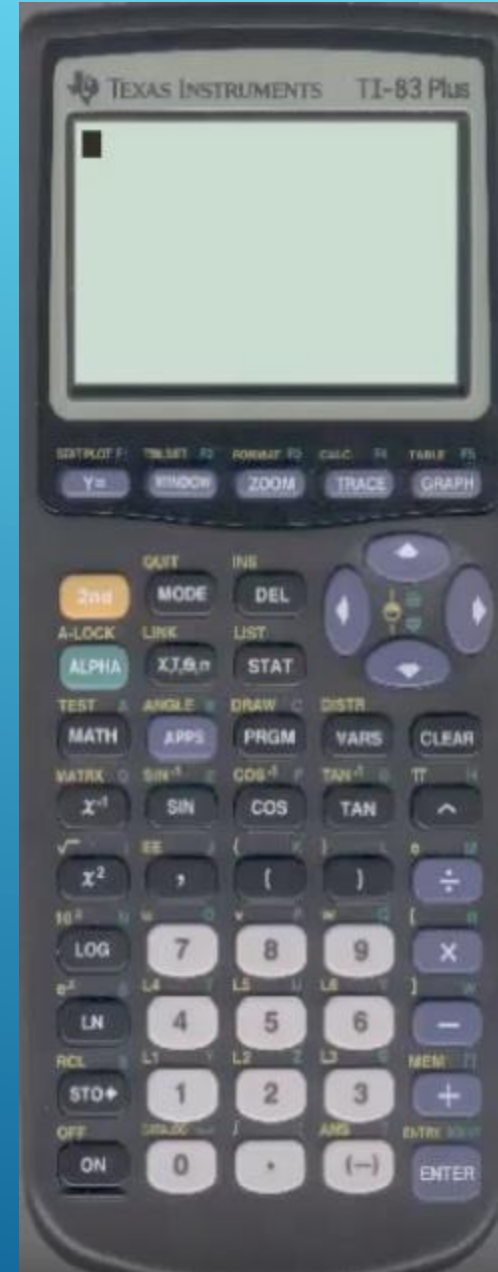 TEXAS INSTRUMENTS TI-83 Plus
STAT PLOT F1 TBLSET F2 FORMAT F3 CALC F4 TABLE F5
Y= WINDOW ZOOM TRACE GRAPH
QUIT INS
2nd MODE DEL
A-LOCK LINK LIST
ALPHA X,T,θ,n STAT
TEST A ANGLE B DRAW C DISTR
MATH APPS PRGM VARS CLEAR
MATRX D SIN⁻¹ E COS⁻¹ F TAN⁻¹ G π H
x⁻¹ SIN COS TAN ^
√ EE J { K } L e M
x² , ( ) ÷
10ˣ N u O v P w Q [ R
LOG 7 8 9 ×
eˣ S L4 T L5 U L6 V ] W
LN 4 5 6 −
RCL X L1 Y L2 Z L3 MEM
STO➔ 1 2 3 +
OFF CATALOG i ANS ? ENTRY SOLVE
ON 0 . (−) ENTER